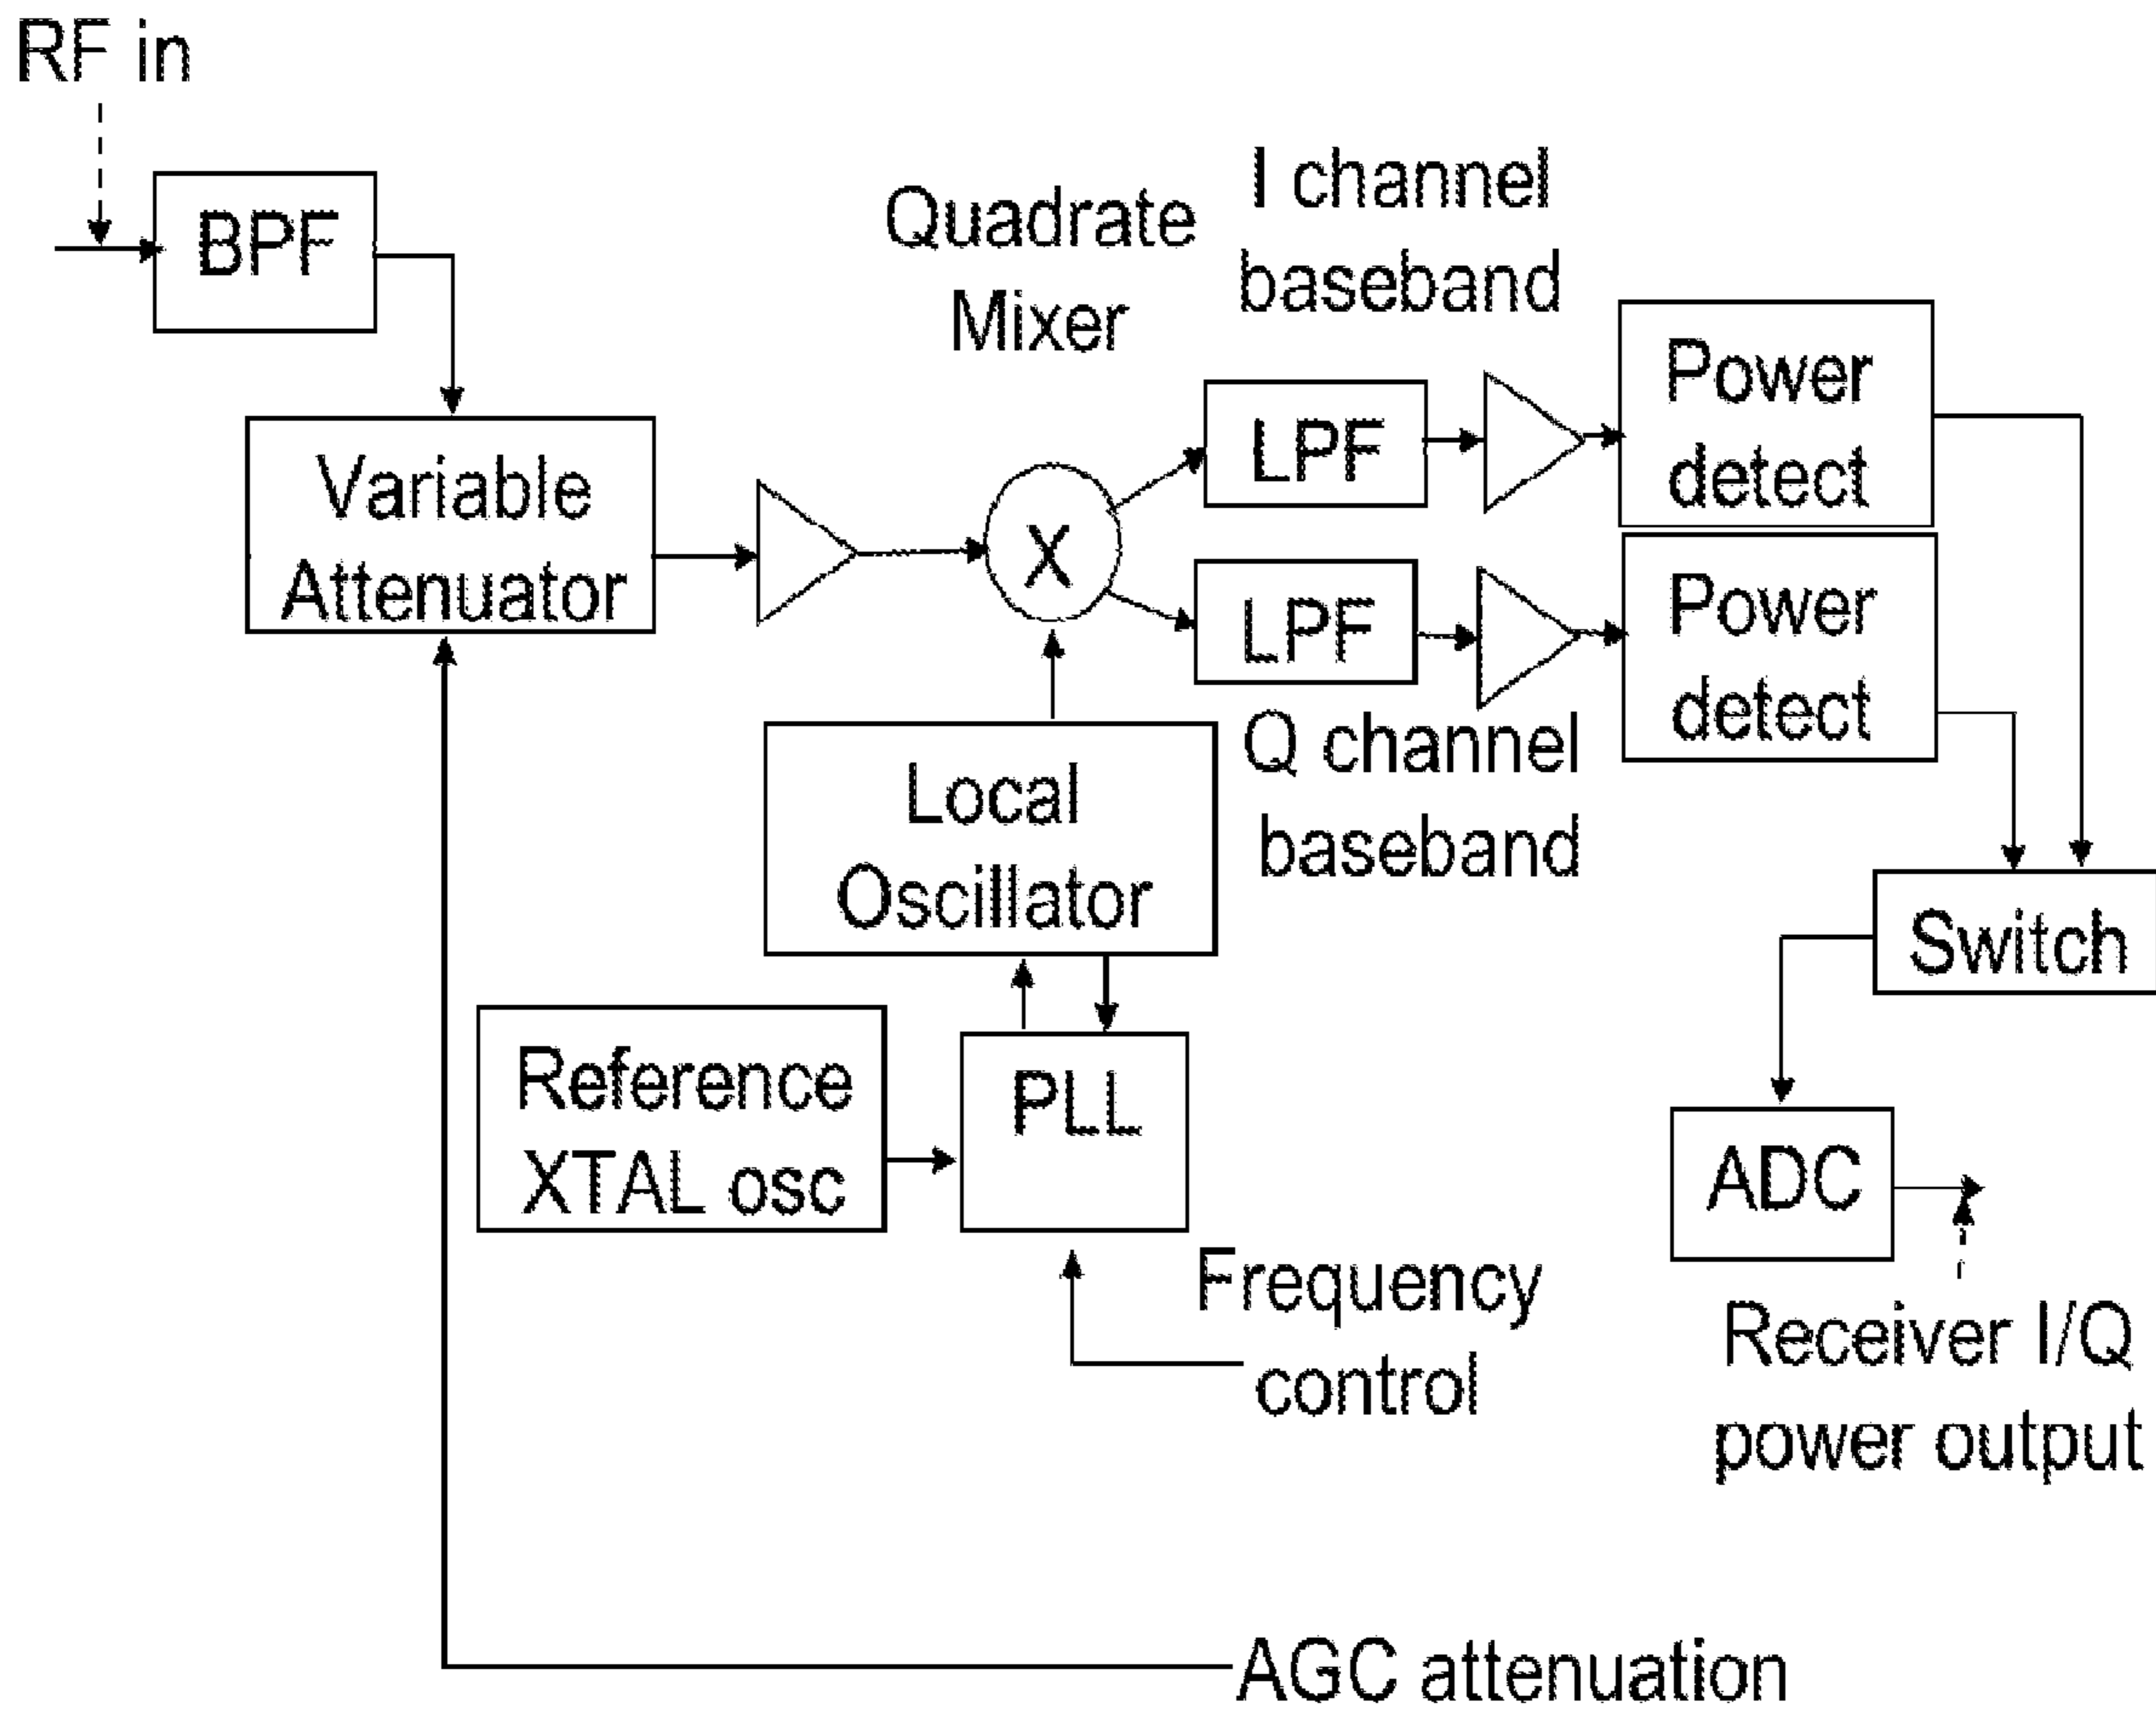 RF in
BPF
Quadrate
Mixer
I channel
baseband
Variable
Attenuator
X
LPF
Power
detect
LPF
Power
detect
Q channel
baseband
Local
Oscillator
Switch
Reference
XTAL osc
PLL
ADC
Frequency
control
Receiver I/Q
power output
AGC attenuation